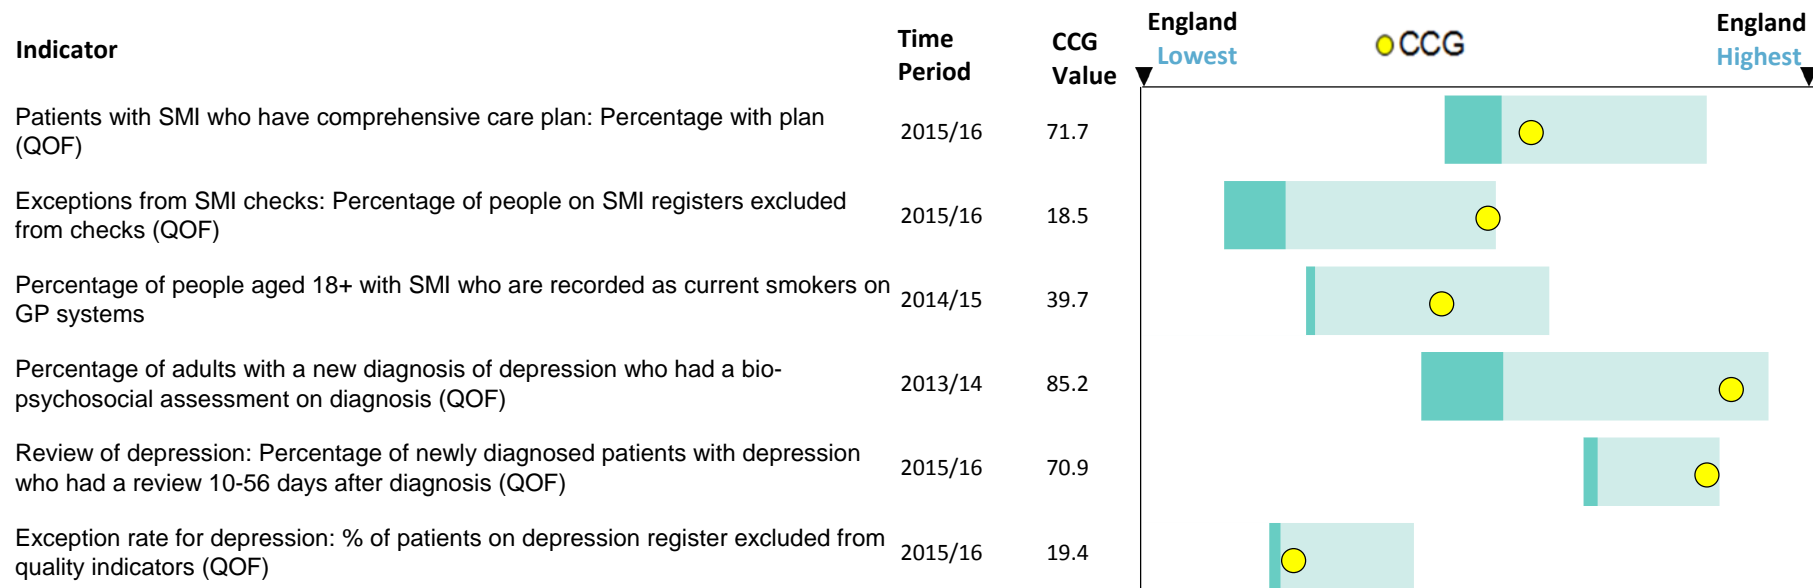 Indicator
Time
Period
CCG
Value
England
Lowest
CCG
England
Highest
Patients with SMI who have comprehensive care plan: Percentage with plan
(QOF)
2015/16
71.7
Exceptions from SMI checks: Percentage of people on SMI registers excluded
from checks (QOF)
2015/16
18.5
Percentage of people aged 18+ with SMI who are recorded as current smokers on
GP systems
2014/15
39.7
Percentage of adults with a new diagnosis of depression who had a bio-
psychosocial assessment on diagnosis (QOF)
2013/14
85.2
Review of depression: Percentage of newly diagnosed patients with depression
who had a review 10-56 days after diagnosis (QOF)
2015/16
70.9
Exception rate for depression: % of patients on depression register excluded from
quality indicators (QOF)
2015/16
19.4